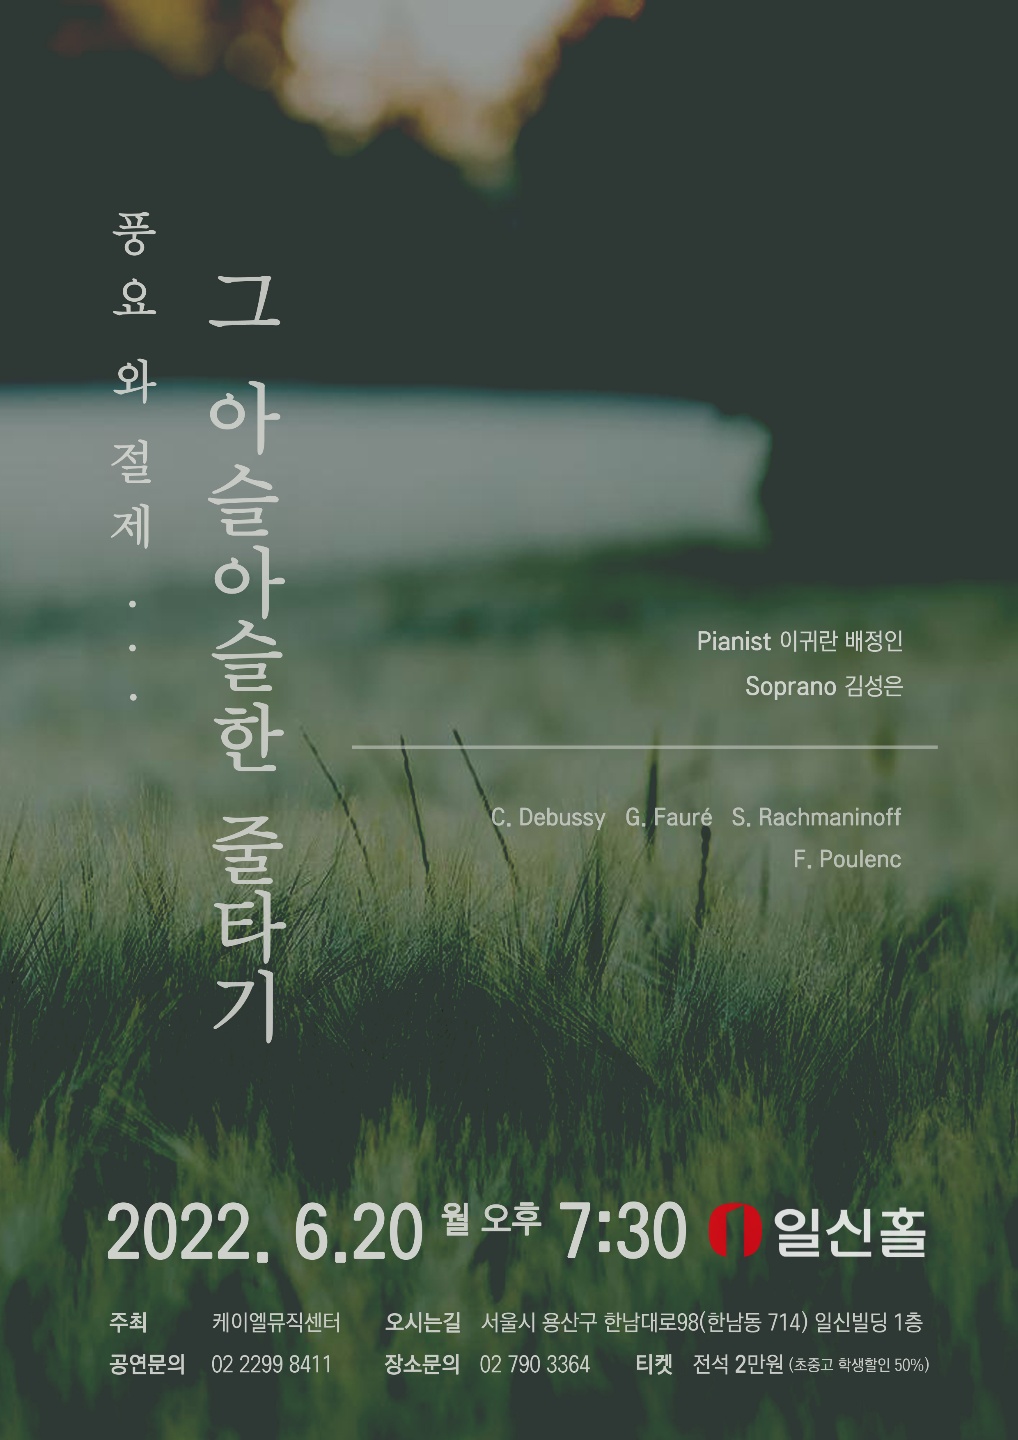 풍요와 절제...
그 아슬아슬한 줄타기
Pianist 이귀란 배정인
Soprano 김성은
C. Debussy G. Fauré S. Rachmaninoff
F. Poulenc
2022. 6.20 월 오후 7:30 일신홀
주최 케이엘뮤직센터 오시는길 서울시 용산구 한남대로98(한남동 714) 일신빌딩 1층
공연문의 02 2299 8411 장소문의 02 790 3364 티켓 전석 2만원 (초중고 학생할인 50%)